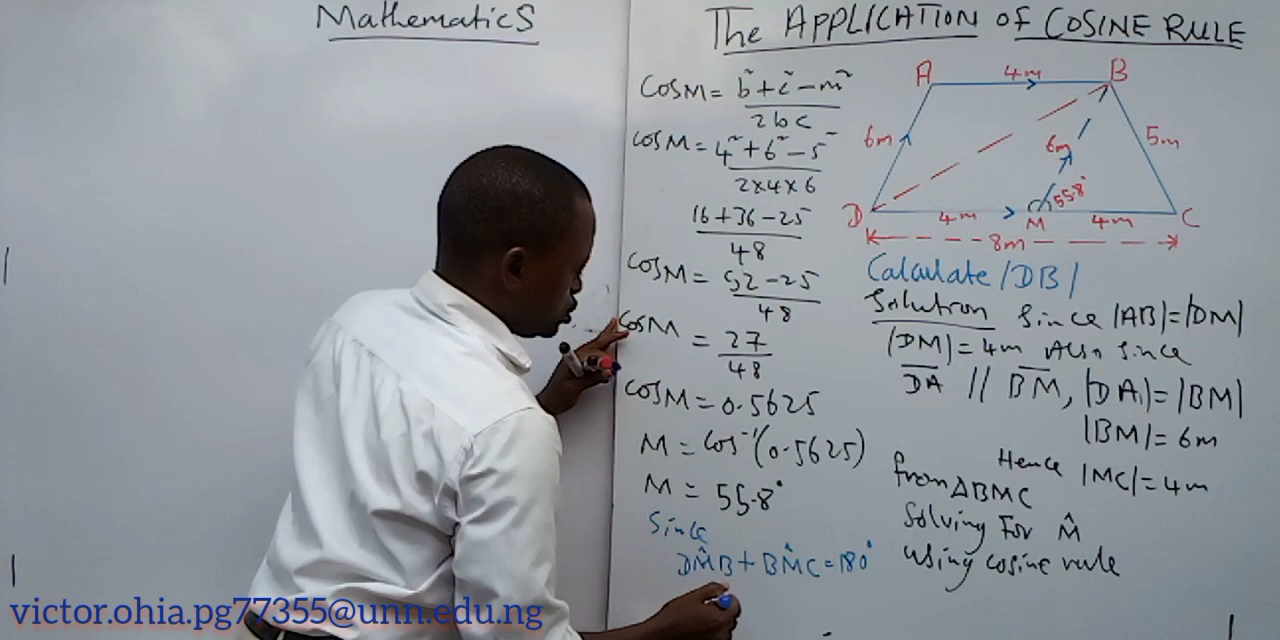 Mathematics
The APPLICATION of COSINE RULE
CosM = b² + c² - m²
2bc
cosM = 4² + 6² - 5²
2×4×6
16 + 36 - 25
48
CosM = 52 - 25
48
CosM = 27
48
CosM = 0.5625
M = Cos⁻¹(0.5625)
M = 55.8°
Since
DM̂B + BM̂C = 180°
A
4m
B
6m
6m
5m
55.8°
D
4m
M
4m
C
8m
Calculate /DB/
Solution Since |AB| = |DM|
|DM| = 4m Also since
DA // BM, |DA| = |BM|
|BM| = 6m
Hence |MC| = 4m
from ΔBMC
Solving For M̂
using cosine rule
victor.ohia.pg77355@unn.edu.ng